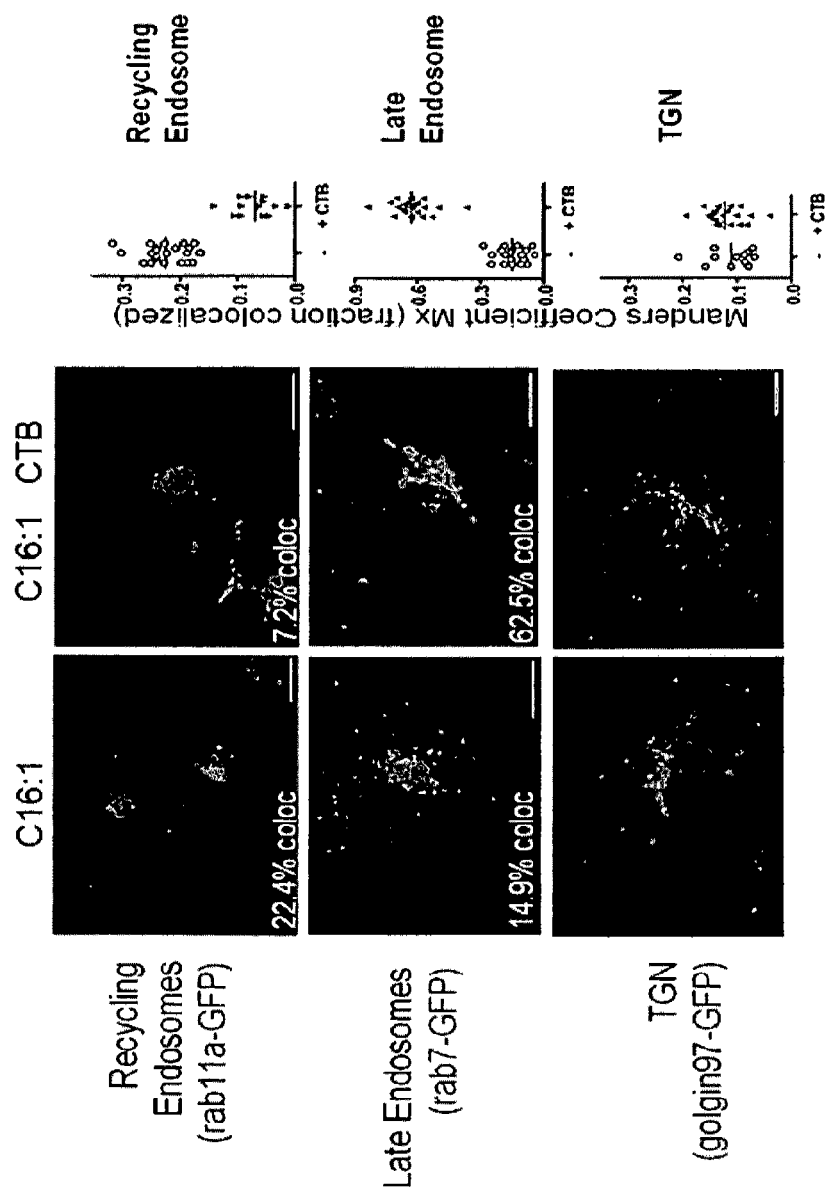 C16:1
C16:1 CTB
Recycling
Endosomes
(rab11a-GFP)
22.4% coloc
7.2% coloc
Late Endosomes
(rab7-GFP)
14.9% coloc
62.5% coloc
TGN
(golgin97-GFP)
Manders Coefficient Mx (fraction colocalized)
0.3
0.2
0.1
0.0
- + CTB
Recycling
Endosome
0.9
0.6
0.3
0.0
- + CTB
Late
Endosome
0.3
0.2
0.1
0.0
- + CTB
TGN